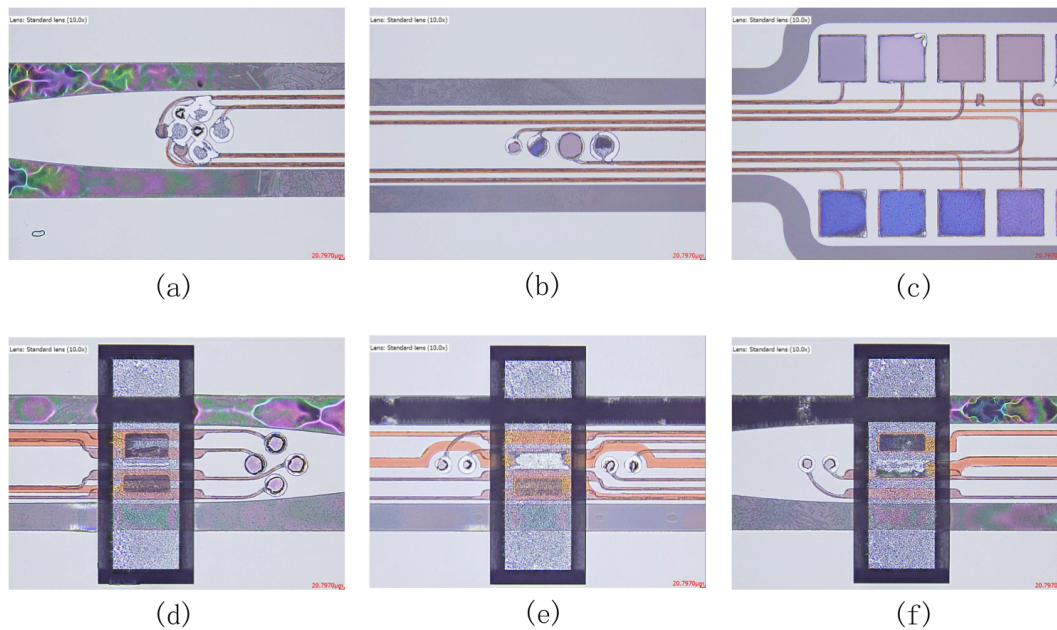 Lens: Standard lens (10.0x)
Lens: Standard lens (10.0x)
Lens: Standard lens (10.0x)
R G
20.7970µm
20.7970µm
20.7970µm
(a)
(b)
(c)
Lens: Standard lens (10.0x)
Lens: Standard lens (10.0x)
Lens: Standard lens (10.0x)
20.7970µm
20.7970µm
20.7970µm
(d)
(e)
(f)